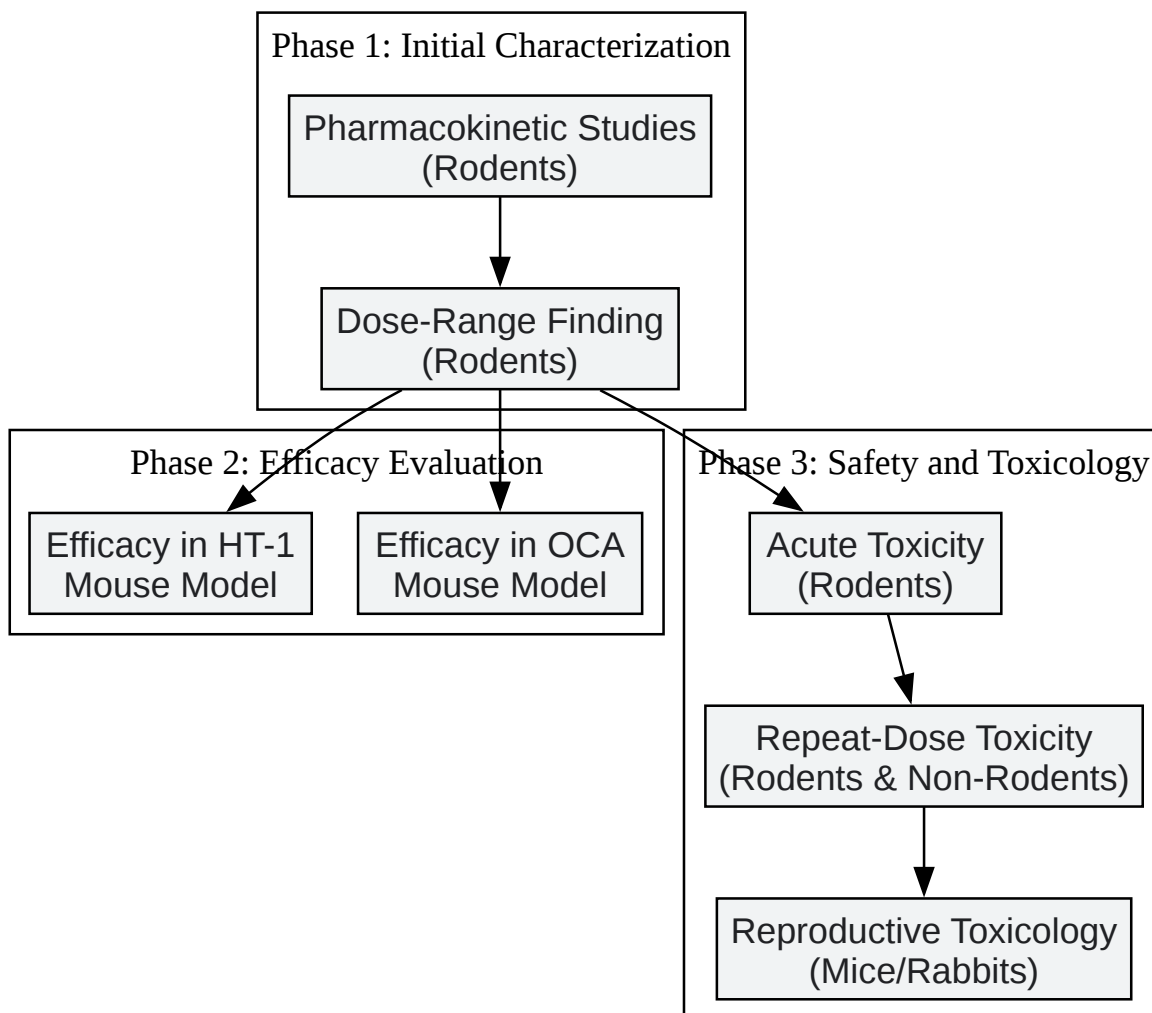 Phase 1: Initial Characterization
Pharmacokinetic Studies
(Rodents)
Dose-Range Finding
(Rodents)
Phase 2: Efficacy Evaluation
Efficacy in HT-1
Mouse Model
Efficacy in OCA
Mouse Model
Phase 3: Safety and Toxicology
Acute Toxicity
(Rodents)
Repeat-Dose Toxicity
(Rodents & Non-Rodents)
Reproductive Toxicology
(Mice/Rabbits)